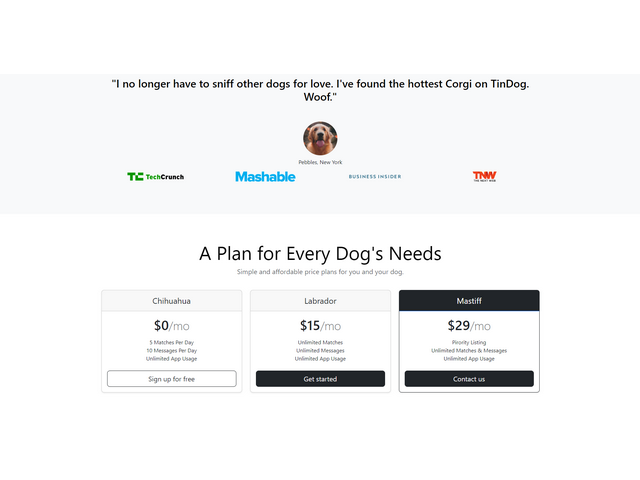 "I no longer have to sniff other dogs for love. I've found the hottest Corgi on TinDog.
Woof."
Pebbles, New York
TC TechCrunch
Mashable
BUSINESS INSIDER
TNW
THE NEXT WEB
A Plan for Every Dog's Needs
Simple and affordable price plans for you and your dog.
Chihuahua
$0/mo
5 Matches Per Day
10 Messages Per Day
Unlimited App Usage
Sign up for free
Labrador
$15/mo
Unlimited Matches
Unlimited Messages
Unlimited App Usage
Get started
Mastiff
$29/mo
Pirority Listing
Unlimited Matches & Messages
Unlimited App Usage
Contact us